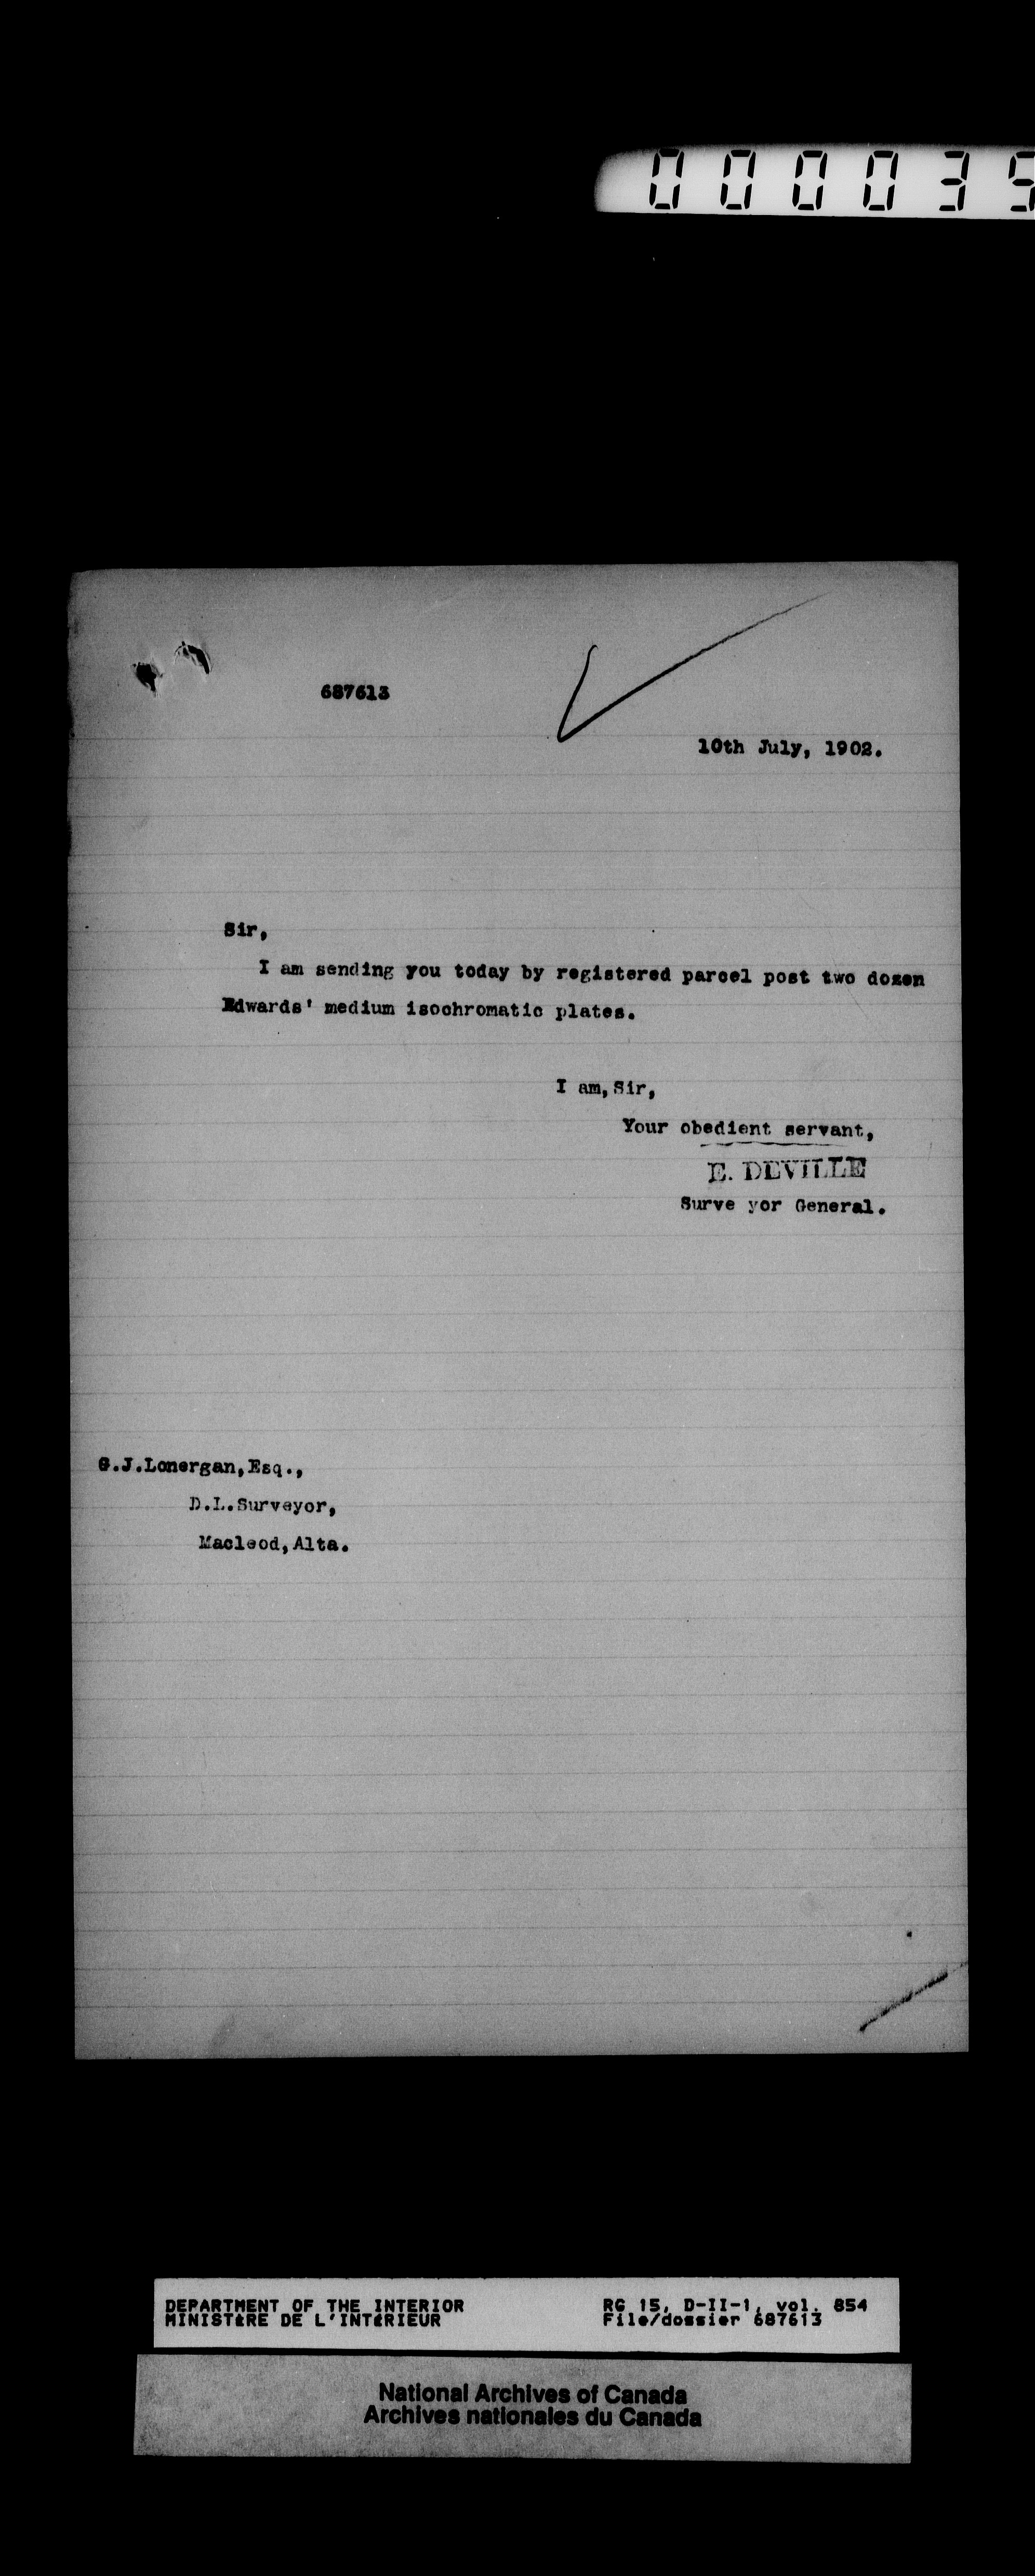 000039
687613
10th July, 1902.
Sir,
I am sending you today by registered parcel post two dozen
Edwards' medium isochromatic plates.
I am, Sir,
Your obedient servant,
E. DEVILLE
Surve yor General.
G.J.Lonergan,Esq.,
D.L.Surveyor,
Macleod,Alta.
DEPARTMENT OF THE INTERIOR
MINISTÈRE DE L'INTÉRIEUR
RG 15, D-II-1, vol. 854
File/dossier 687613
National Archives of Canada
Archives nationales du Canada